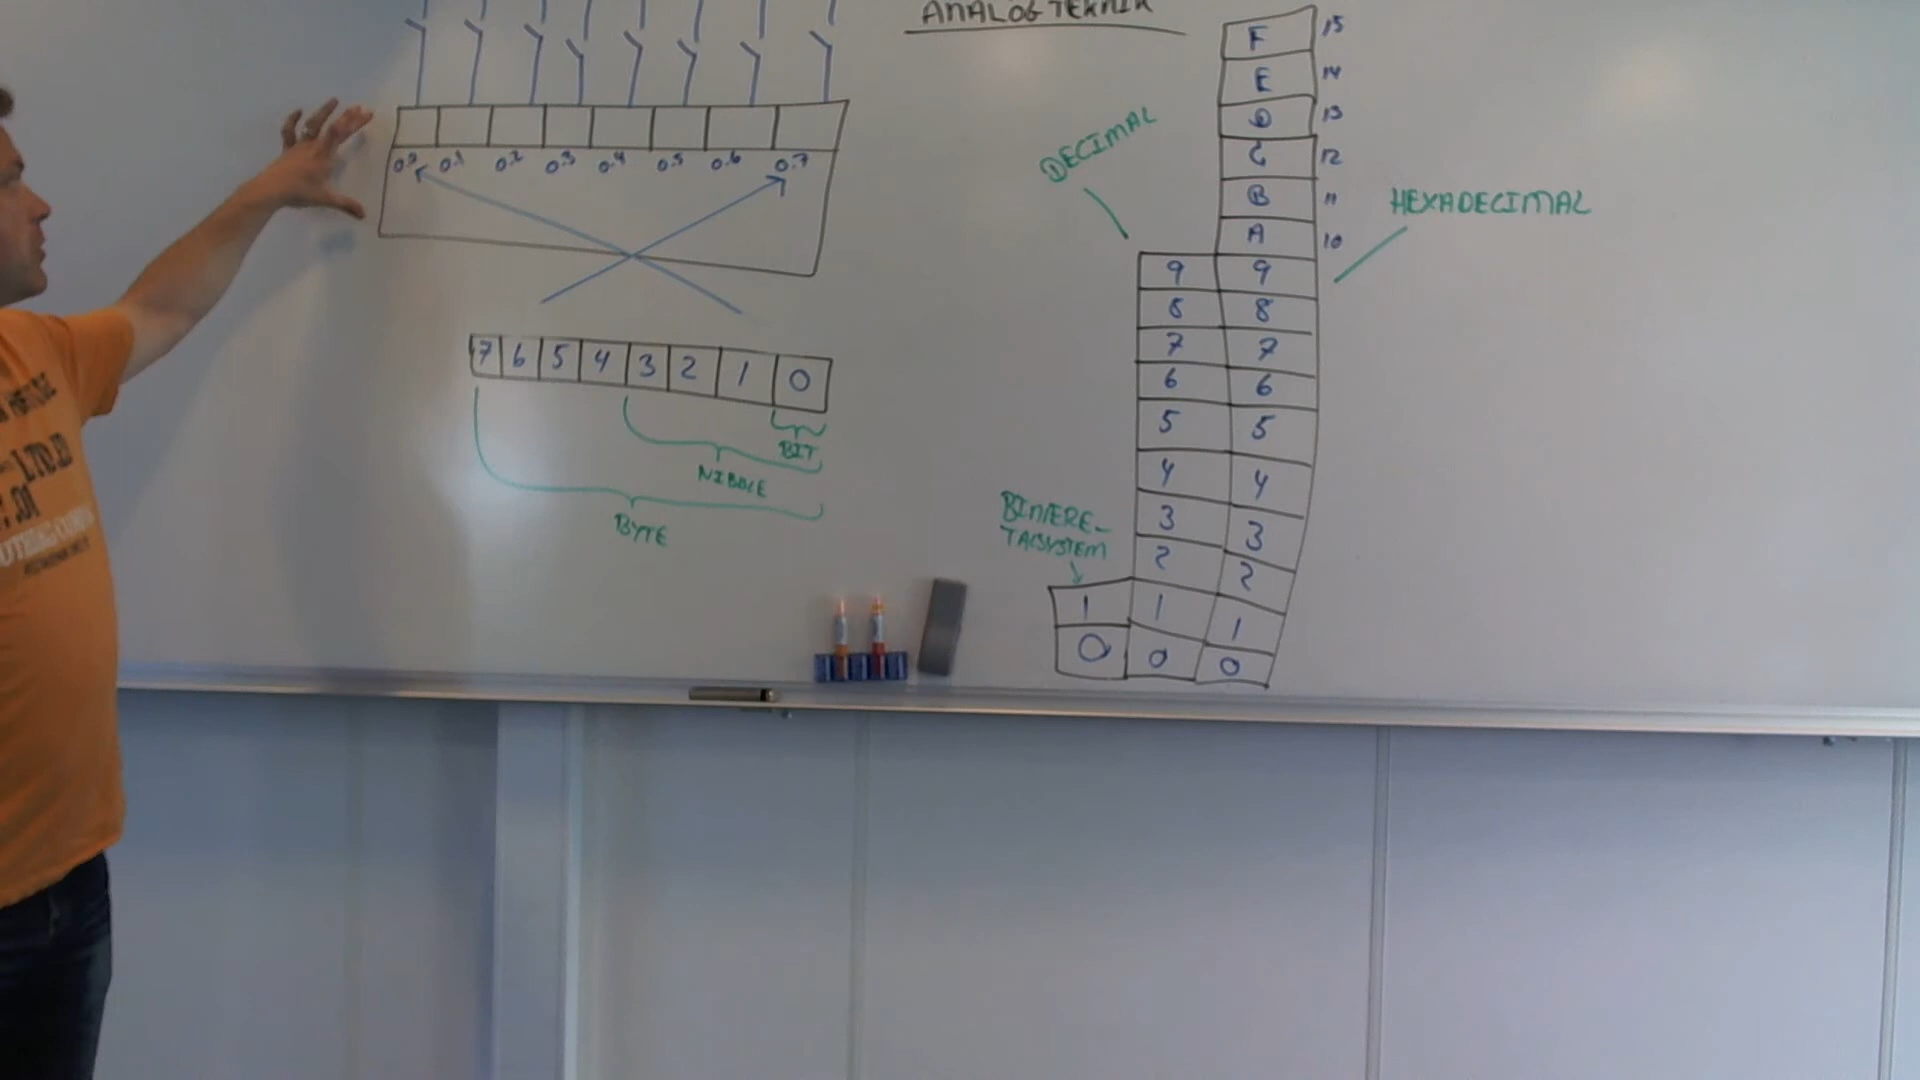 ANALOGTEKNIK
0.0 0.1 0.2 0.3 0.4 0.5 0.6 0.7
7 6 5 4 3 2 1 0
BIT
NIBBLE
BYTE
DECIMAL
HEXADECIMAL
BINÆRE-
TALSYSTEM
F 15
E 14
D 13
C 12
B 11
A 10
9 9
8 8
7 7
6 6
5 5
4 4
3 3
2 2
1 1 1
0 0 0